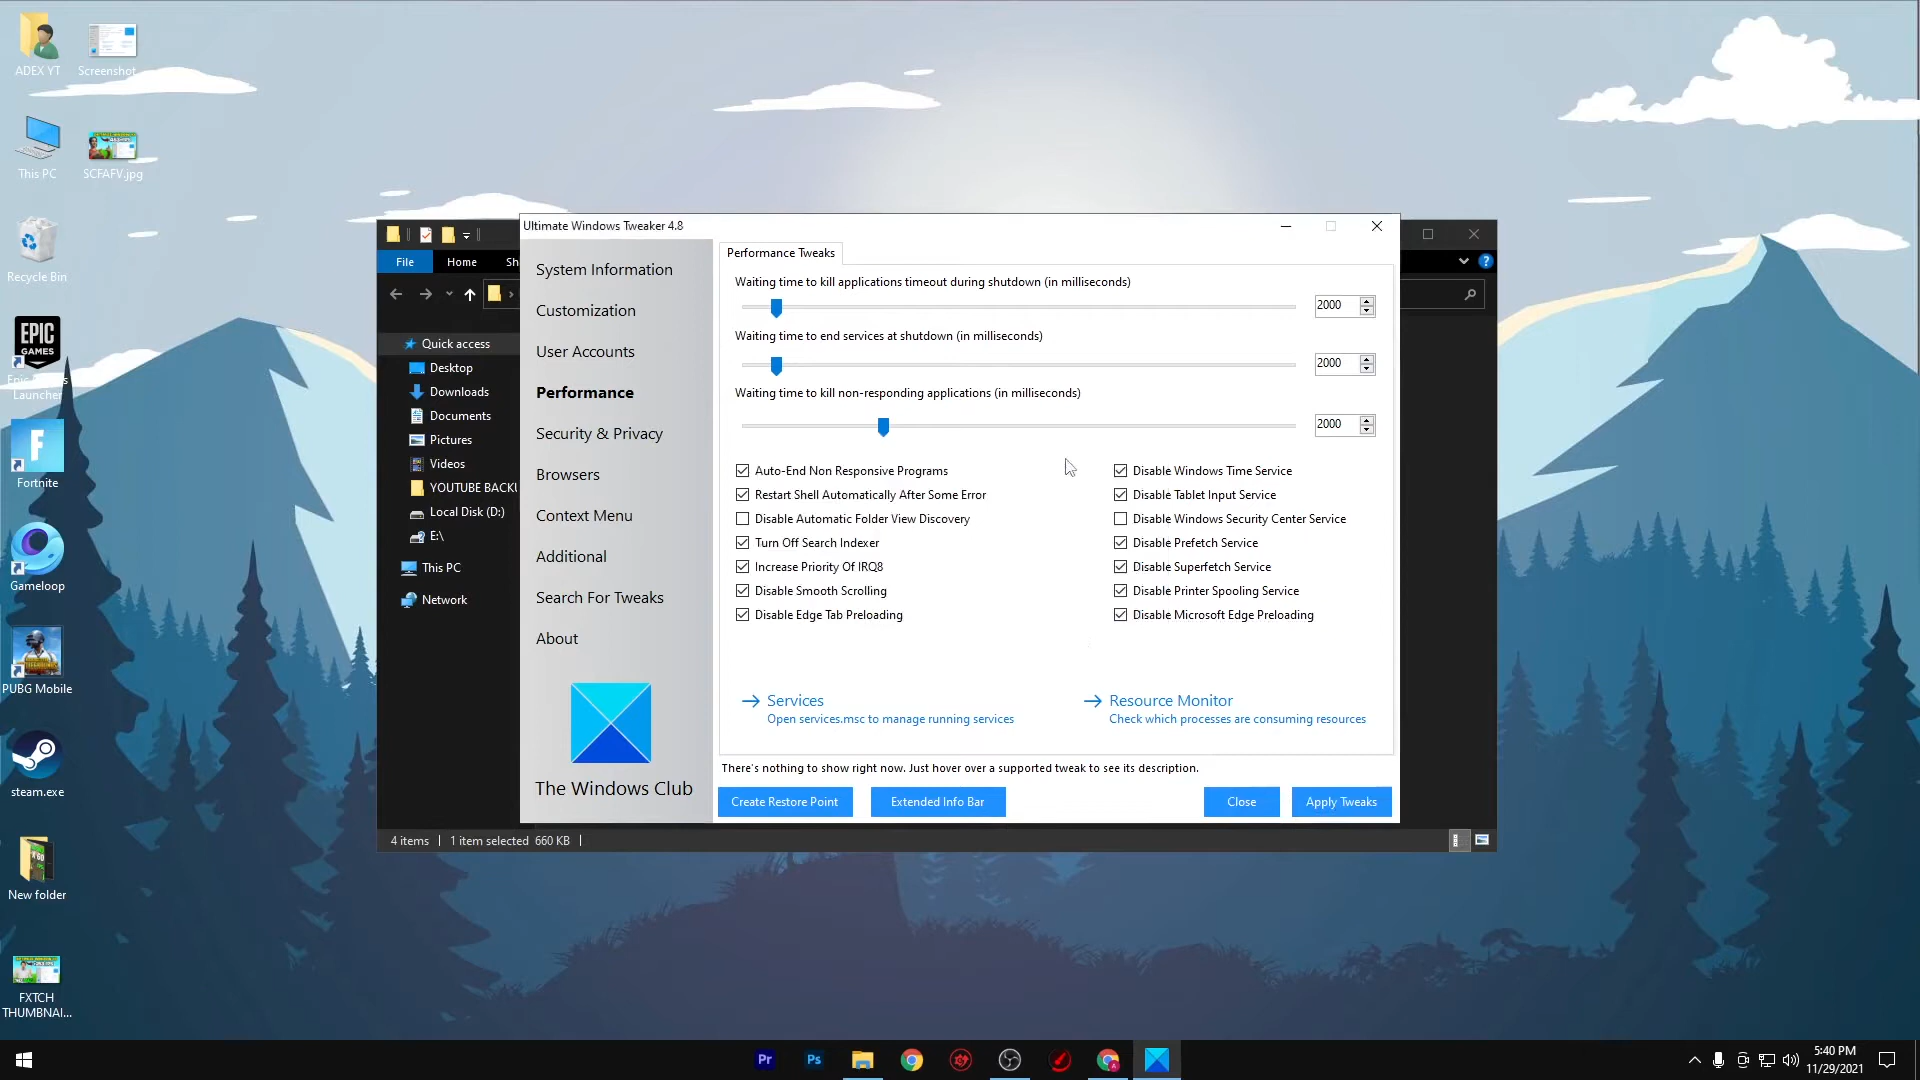 ADEX YT
Screenshot
This PC
SCFAFV.jpg
Recycle Bin
EPIC
GAMES
Launcher
Fortnite
Gameloop
PUBG Mobile
steam.exe
New folder
FXTCH
THUMBNAI...
File
Home
Sh
Quick access
Desktop
Downloads
Documents
Pictures
Videos
YOUTUBE BACKU
Local Disk (D:)
E:\
This PC
Network
4 items
1 item selected 660 KB
Ultimate Windows Tweaker 4.8
System Information
Customization
User Accounts
Performance
Security & Privacy
Browsers
Context Menu
Additional
Search For Tweaks
About
The Windows Club
Performance Tweaks
Waiting time to kill applications timeout during shutdown (in milliseconds)
2000
Waiting time to end services at shutdown (in milliseconds)
2000
Waiting time to kill non-responding applications (in milliseconds)
2000
Auto-End Non Responsive Programs
Restart Shell Automatically After Some Error
Disable Automatic Folder View Discovery
Turn Off Search Indexer
Increase Priority Of IRQ8
Disable Smooth Scrolling
Disable Edge Tab Preloading
Disable Windows Time Service
Disable Tablet Input Service
Disable Windows Security Center Service
Disable Prefetch Service
Disable Superfetch Service
Disable Printer Spooling Service
Disable Microsoft Edge Preloading
Services
Open services.msc to manage running services
Resource Monitor
Check which processes are consuming resources
There's nothing to show right now. Just hover over a supported tweak to see its description.
Create Restore Point
Extended Info Bar
Close
Apply Tweaks
Pr
Ps
5:40 PM
11/29/2021